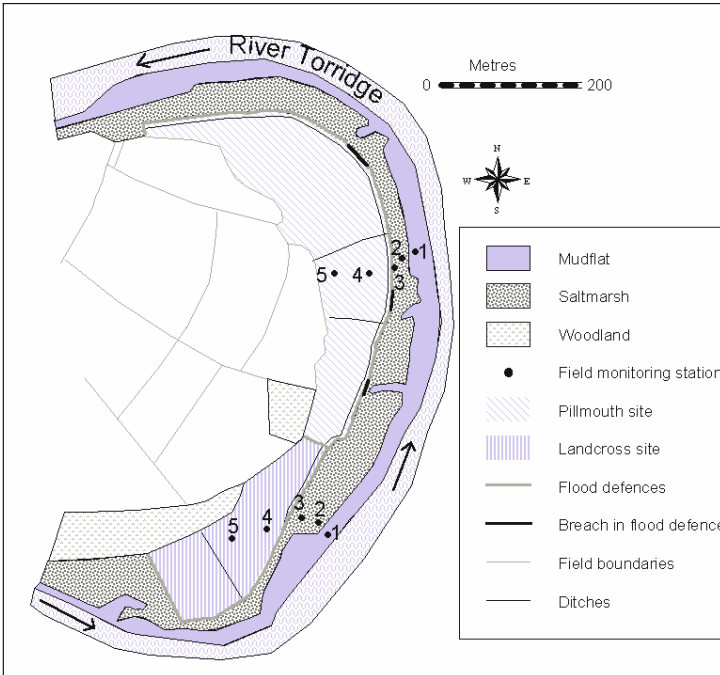 River Torridge
Metres
0 200
N
W E
S
2 1
3
5 4
3
2
4
5 1
Mudflat
Saltmarsh
Woodland
Field monitoring station
Pillmouth site
Landcross site
Flood defences
Breach in flood defence
Field boundaries
Ditches